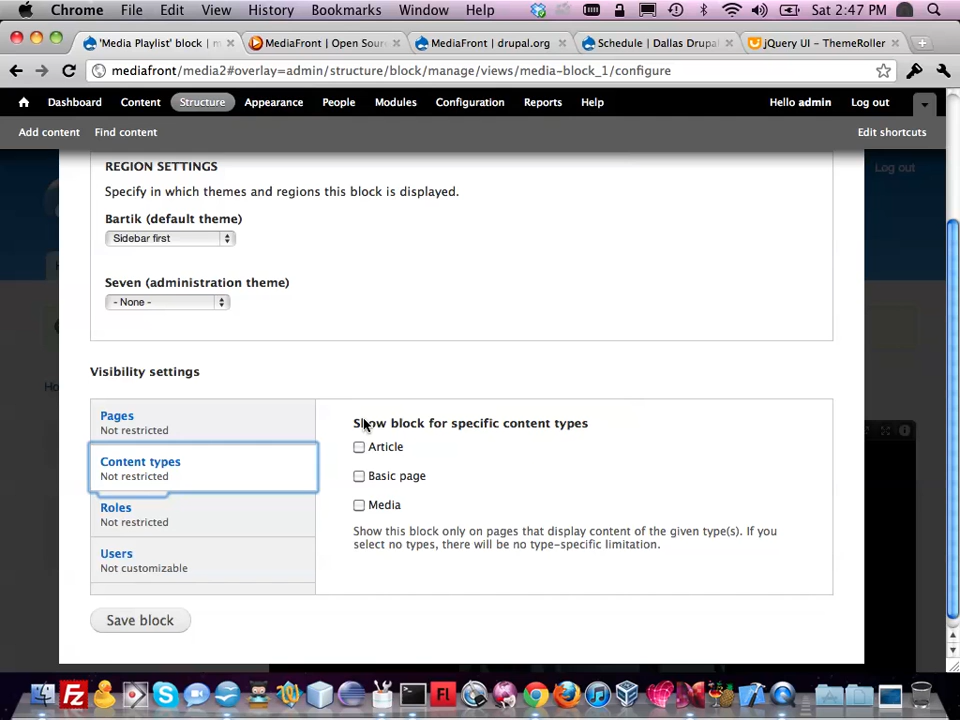 Chrome File Edit View History Bookmarks Window Help Sat 2:47 PM
'Media Playlist' block | m MediaFront | Open Sour MediaFront | drupal.org Schedule | Dallas Drupal jQuery UI - ThemeRoller
mediafront/media2#overlay=admin/structure/block/manage/views/media-block_1/configure
Dashboard Content Structure Appearance People Modules Configuration Reports Help Hello admin Log out
Add content Find content Edit shortcuts
Log out
REGION SETTINGS
Specify in which themes and regions this block is displayed.
Bartik (default theme)
Sidebar first
Seven (administration theme)
- None -
Visibility settings
Pages
Not restricted
Content types
Not restricted
Roles
Not restricted
Users
Not customizable
Show block for specific content types
Article
Basic page
Media
Show this block only on pages that display content of the given type(s). If you
select no types, there will be no type-specific limitation.
Save block